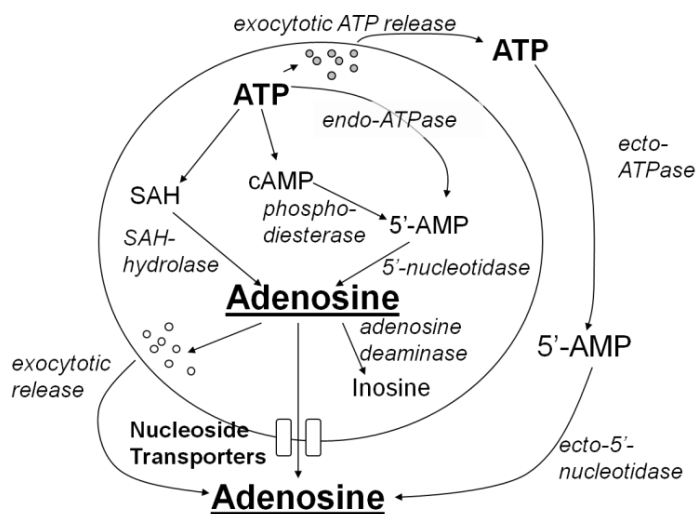 exocytotic ATP release
ATP
ATP
endo-ATPase
ecto-
ATPase
SAH
cAMP
phospho-
diesterase
5’-AMP
SAH-
hydrolase
5’-nucleotidase
Adenosine
adenosine
deaminase
5’-AMP
exocytotic
release
Inosine
Nucleoside
Transporters
ecto-5’-
nucleotidase
Adenosine